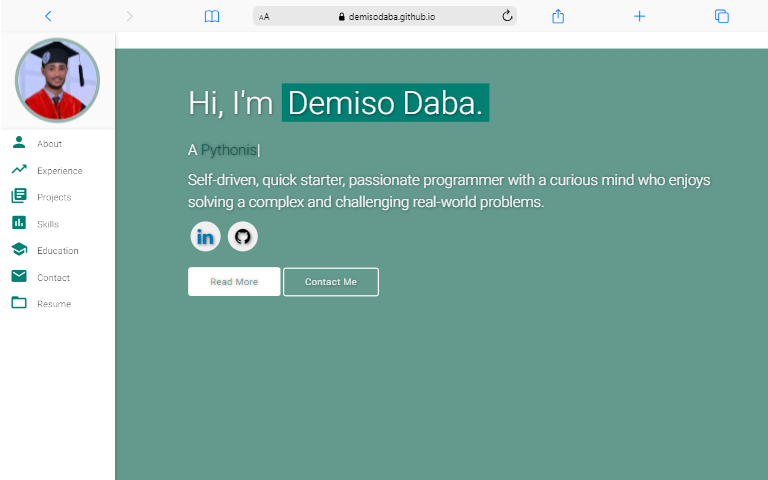 AA demisodaba.github.io
Hi, I'm Demiso Daba.
A Pythonis|
Self-driven, quick starter, passionate programmer with a curious mind who enjoys
solving a complex and challenging real-world problems.
in
Read More Contact Me
About
Experience
Projects
Skills
Education
Contact
Resume